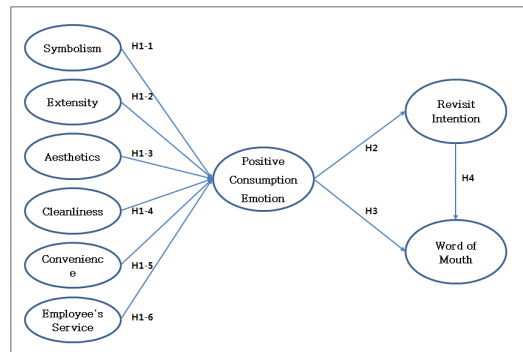 Symbolism
H1-1
Extensity
H1-2
Aesthetics
H1-3
Cleanliness
H1-4
Convenienc
e
H1-5
Employee's
Service
H1-6
Positive
Consumption
Emotion
H2
H3
Revisit
Intention
H4
Word of
Mouth